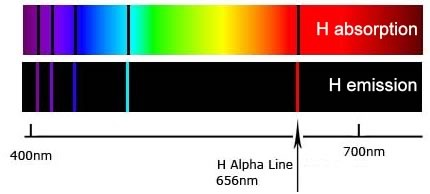 H absorption
H emission
400nm
700nm
H Alpha Line
656nm